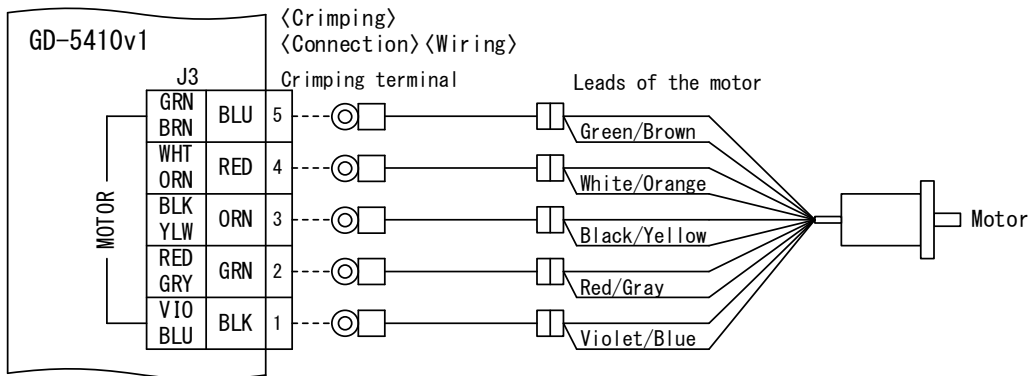 〈Crimping〉
GD-5410v1
〈Connection〉〈Wiring〉
J3
Crimping terminal
Leads of the motor
MOTOR
GRN
BRN
BLU
5
Green/Brown
WHT
ORN
RED
4
White/Orange
BLK
YLW
ORN
3
Black/Yellow
Motor
RED
GRY
GRN
2
Red/Gray
VIO
BLU
BLK
1
Violet/Blue